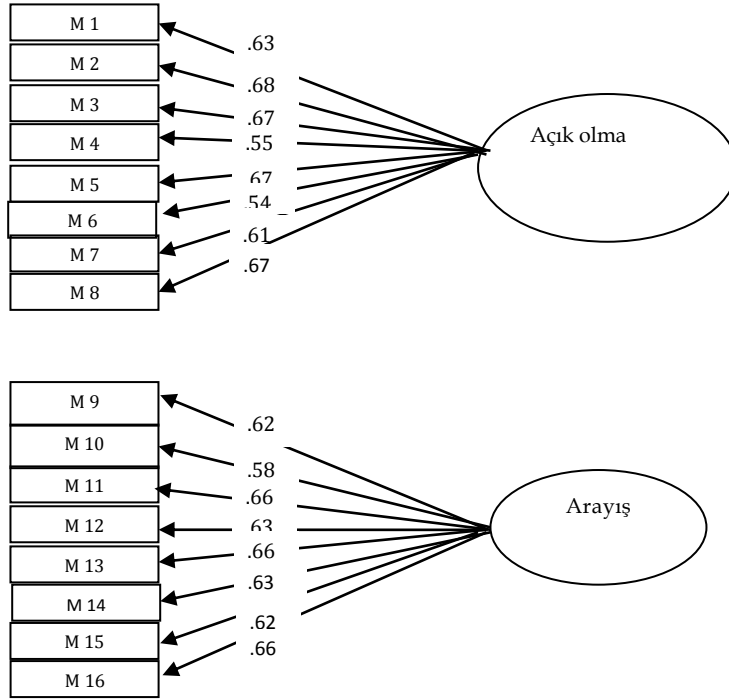 M 1
.63
M 2
.68
M 3
.67
Açık olma
M 4
.55
M 5
.67
M 6
.54
M 7
.61
M 8
.67
M 9
.62
M 10
.58
M 11
.66
Arayış
M 12
.63
M 13
.66
M 14
.63
M 15
.62
M 16
.66